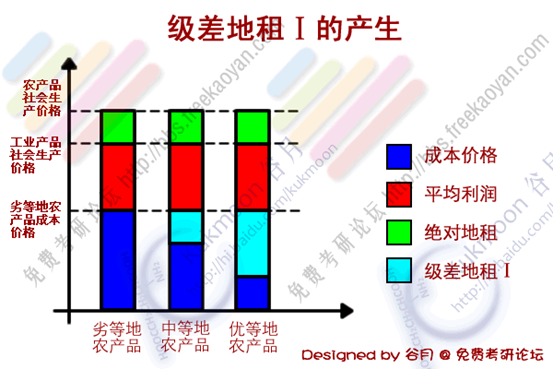 级差地租Ⅰ的产生
农产品
社会生
产价格
工业产品
社会生产
价格
劣等地农
产品成本
价格
成本价格
平均利润
绝对地租
级差地租Ⅰ
劣等地
农产品
中等地
农产品
优等地
农产品
Designed by 谷月 @ 免费考研论坛
免费考研论坛 http://bbs.freekaoyan.com
kukmoon 谷月
http://hi.baidu.com/kukmoon